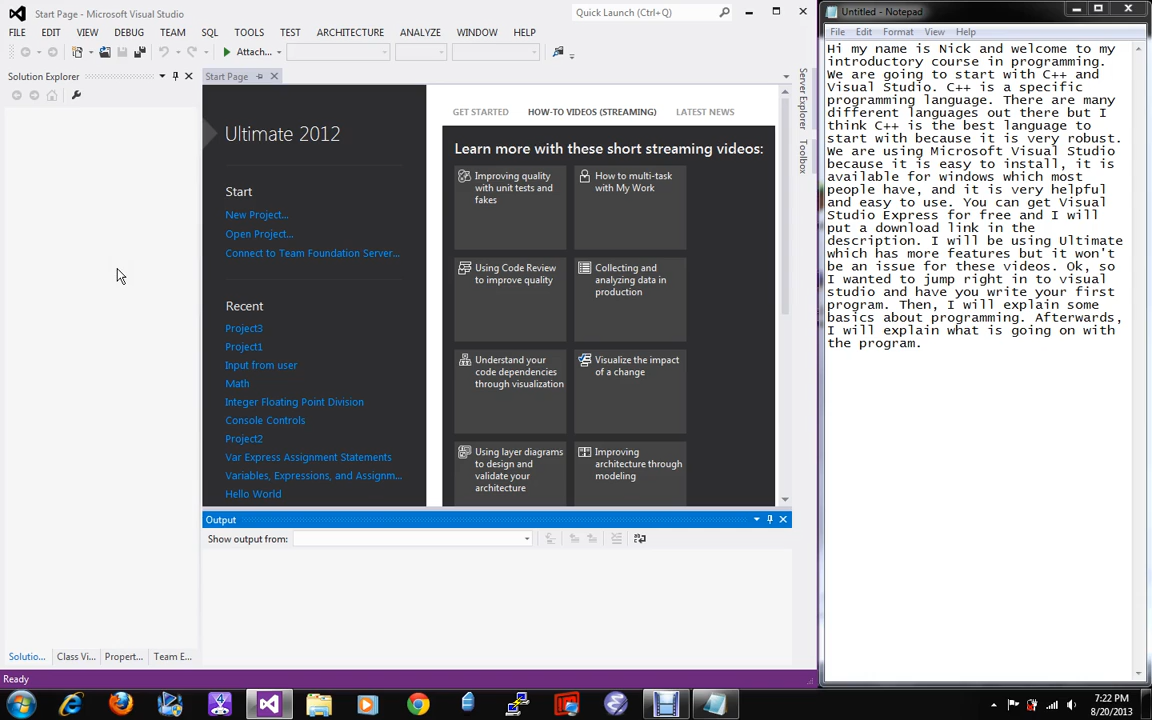 Start Page - Microsoft Visual Studio
Quick Launch (Ctrl+Q)
FILE EDIT VIEW DEBUG TEAM SQL TOOLS TEST ARCHITECTURE ANALYZE WINDOW HELP
Attach...
Solution Explorer
Start Page
Server Explorer
Toolbox
Ultimate 2012
Start
New Project...
Open Project...
Connect to Team Foundation Server...
Recent
Project3
Project1
Input from user
Math
Integer Floating Point Division
Console Controls
Project2
Var Express Assignment Statements
Variables, Expressions, and Assignm...
Hello World
GET STARTED HOW-TO VIDEOS (STREAMING) LATEST NEWS
Learn more with these short streaming videos:
Improving quality
with unit tests and
fakes
How to multi-task
with My Work
Using Code Review
to improve quality
Collecting and
analyzing data in
production
Understand your
code dependencies
through visualization
Visualize the impact
of a change
Using layer diagrams
to design and
validate your
architecture
Improving
architecture through
modeling
Output
Show output from:
Solutio... Class Vi... Propert... Team E...
Ready
Untitled - Notepad
File Edit Format View Help
Hi my name is Nick and welcome to my
introductory course in programming.
We are going to start with C++ and
Visual Studio. C++ is a specific
programming language. There are many
different languages out there but I
think C++ is the best language to
start with because it is very robust.
We are using Microsoft Visual Studio
because it is easy to install, it is
available for windows which most
people have, and it is very helpful
and easy to use. You can get Visual
Studio Express for free and I will
put a download link in the
description. I will be using Ultimate
which has more features but it won't
be an issue for these videos. Ok, so
I wanted to jump right in to visual
studio and have you write your first
program. Then, I will explain some
basics about programming. Afterwards,
I will explain what is going on with
the program.
7:22 PM
8/20/2013